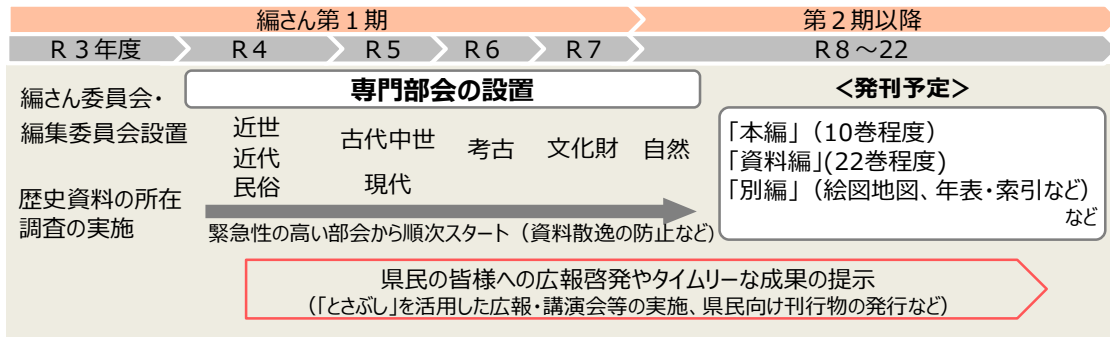 編さん第１期
第２期以降
Ｒ３年度
Ｒ４
Ｒ５
Ｒ６
Ｒ７
Ｒ８～22
編さん委員会・
編集委員会設置
歴史資料の所在
調査の実施
専門部会の設置
近世
近代
民俗
古代中世
現代
考古
文化財
自然
緊急性の高い部会から順次スタート（資料散逸の防止など）
＜発刊予定＞
「本編」（10巻程度）
「資料編」(22巻程度)
「別編」（絵図地図、年表・索引など）
など
県民の皆様への広報啓発やタイムリーな成果の提示
（「とさぶし」を活用した広報・講演会等の実施、県民向け刊行物の発行など）